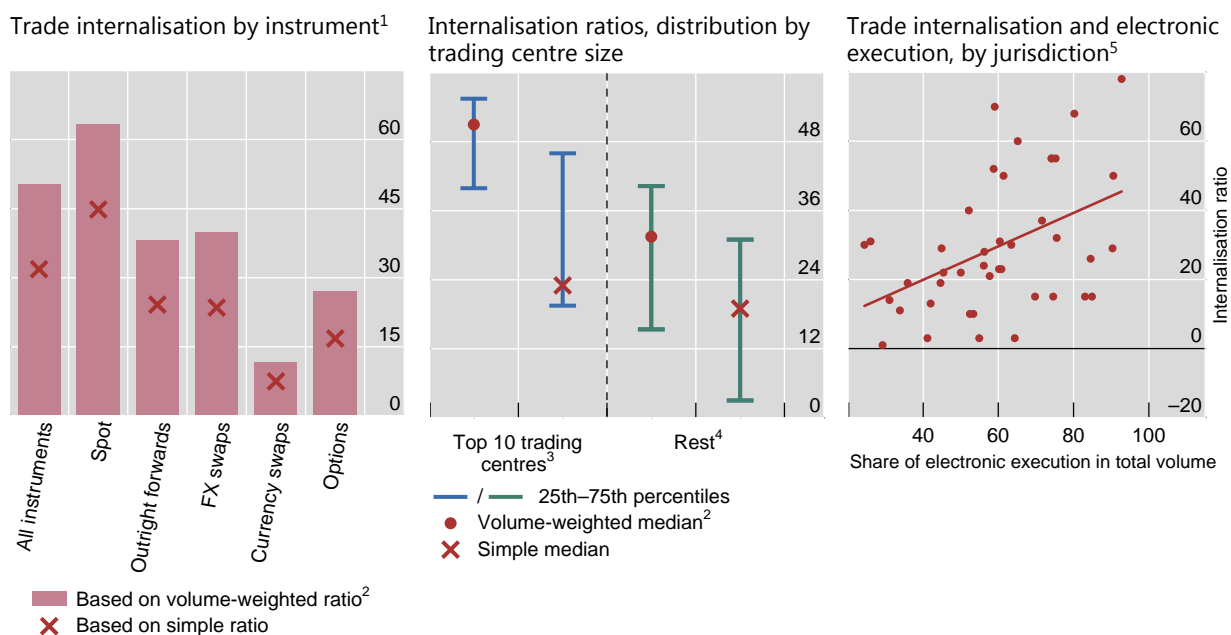 Trade internalisation by instrument1
60
45
30
15
0
All instruments
Spot
Outright forwards
FX swaps
Currency swaps
Options
Based on volume-weighted ratio2
Based on simple ratio
Internalisation ratios, distribution by
trading centre size
48
36
24
12
0
Top 10 trading
centres3
Rest4
/ 25th–75th percentiles
Volume-weighted median2
Simple median
Trade internalisation and electronic
execution, by jurisdiction5
60
40
20
0
–20
Internalisation ratio
40 60 80 100
Share of electronic execution in total volume